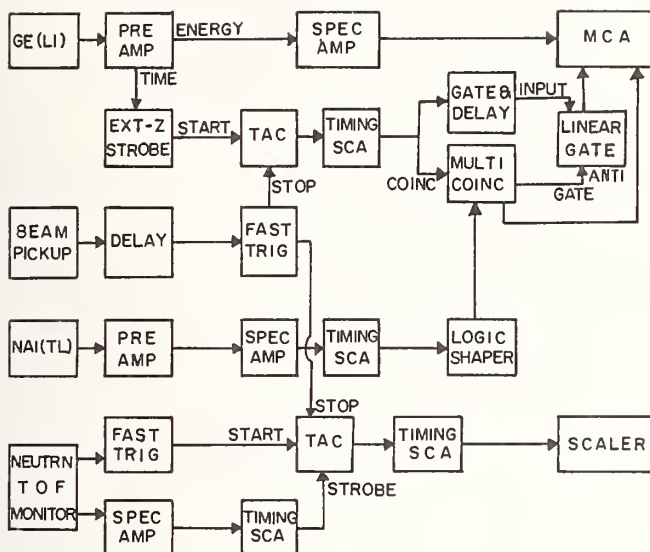 GE(LI)
PRE
AMP
ENERGY
SPEC
AMP
MCA
TIME
EXT-Z
STROBE
START
TAC
TIMING
SCA
GATE&
DELAY
INPUT
LINEAR
GATE
COINC
MULTI
COINC
ANTI
GATE
STOP
BEAM
PICKUP
DELAY
FAST
TRIG
NAI(TL)
PRE
AMP
SPEC
AMP
TIMING
SCA
LOGIC
SHAPER
STOP
NEUTRN
TOF
MONITOR
FAST
TRIG
START
TAC
TIMING
SCA
SCALER
STROBE
SPEC
AMP
TIMING
SCA